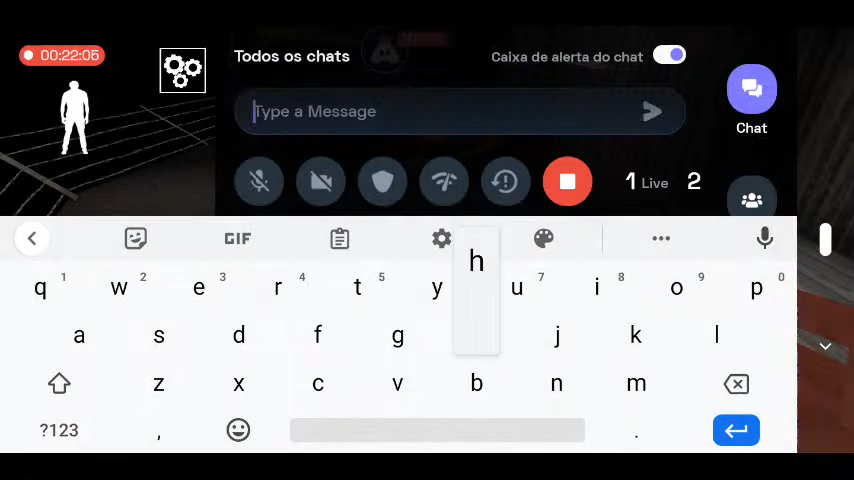 00:22:05
Todos os chats
Caixa de alerta do chat
Type a Message
Chat
1 Live 2
GIF
h
q 1 w 2 e 3 r 4 t 5 y u 7 i 8 o 9 p 0
a s d f g j k l
z x c v b n m
?123 , .